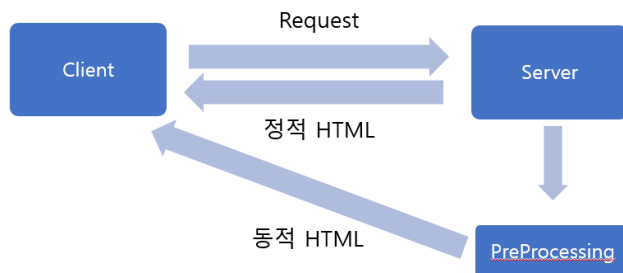 Request
Client
Server
정적 HTML
동적 HTML
PreProcessing